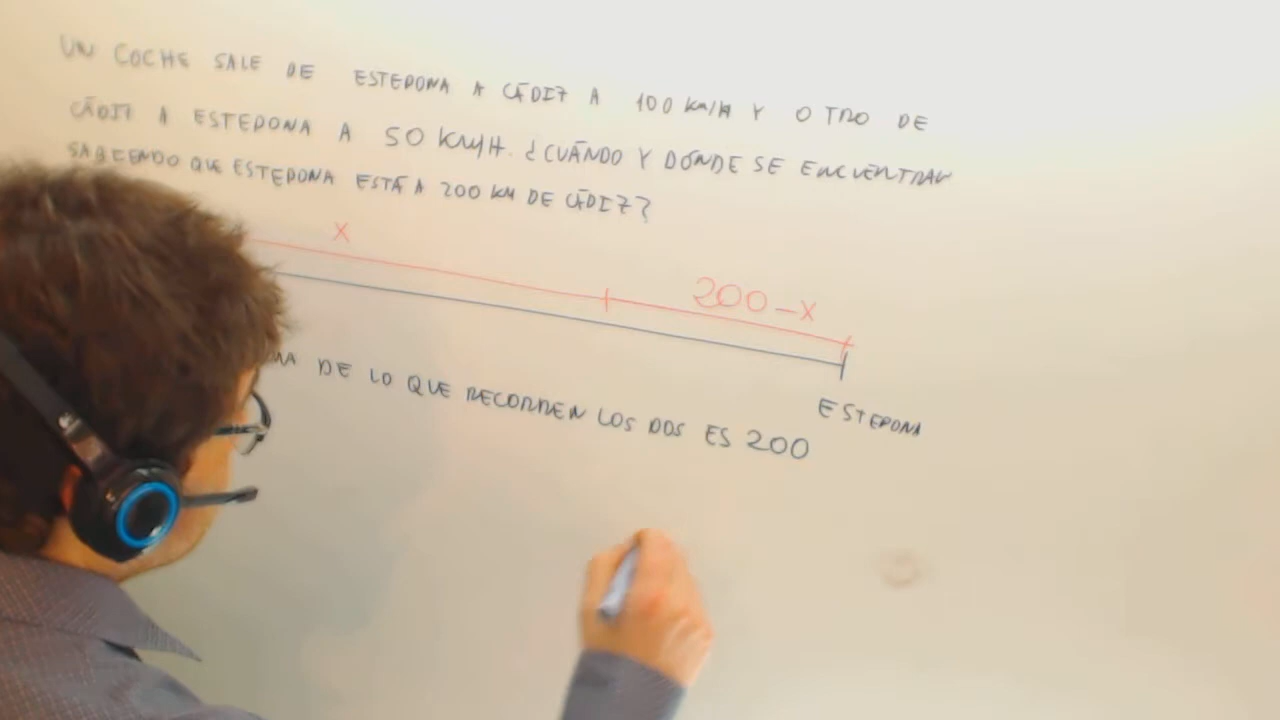 UN COCHE SALE DE ESTEPONA A CÁDIZ A 100 KM/H Y OTRO DE
CÁDIZ A ESTEPONA A 50 KM/H. ¿CUÁNDO Y DÓNDE SE ENCUENTRAN
SABIENDO QUE ESTEPONA ESTÁ A 200 KM DE CÁDIZ?
X
200-X
ESTEPONA
DE LO QUE RECORREN LOS DOS ES 200